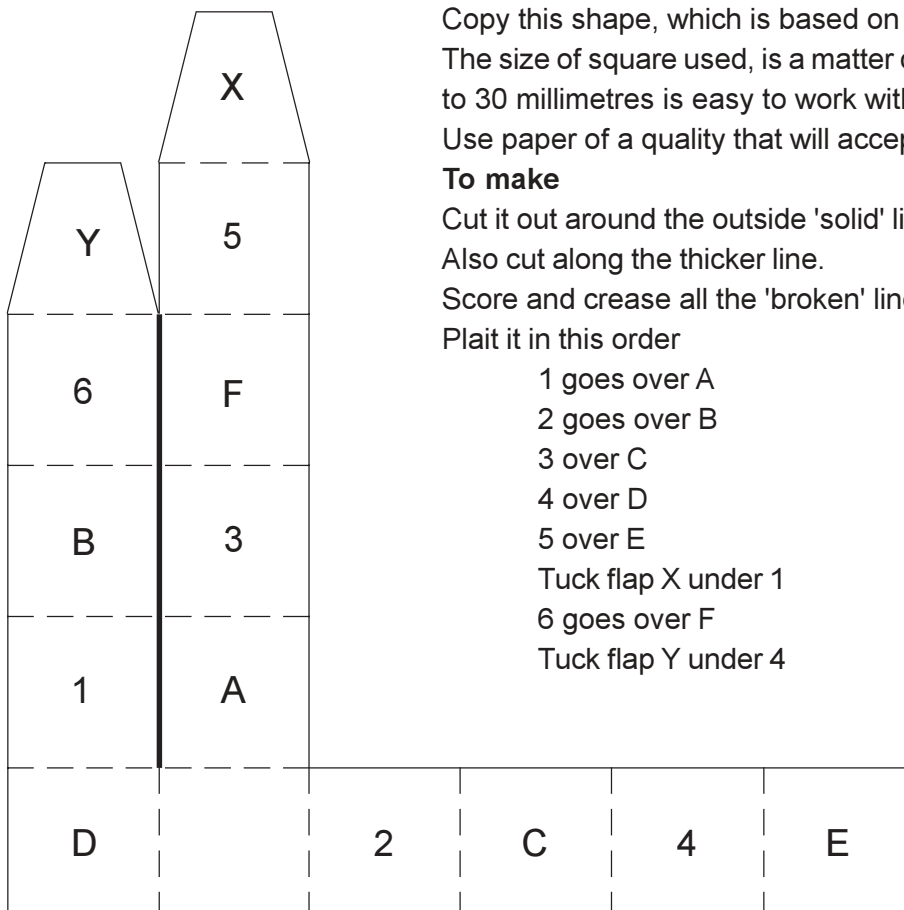 Copy this shape, which is based on
The size of square used, is a matter
to 30 millimetres is easy to work wit
Use paper of a quality that will accep
To make
Cut it out around the outside 'solid' li
Also cut along the thicker line.
Score and crease all the 'broken' lin
Plait it in this order
1 goes over A
2 goes over B
3 over C
4 over D
5 over E
Tuck flap X under 1
6 goes over F
Tuck flap Y under 4
X
Y 5
6 F
B 3
1 A
D 2 C 4 E